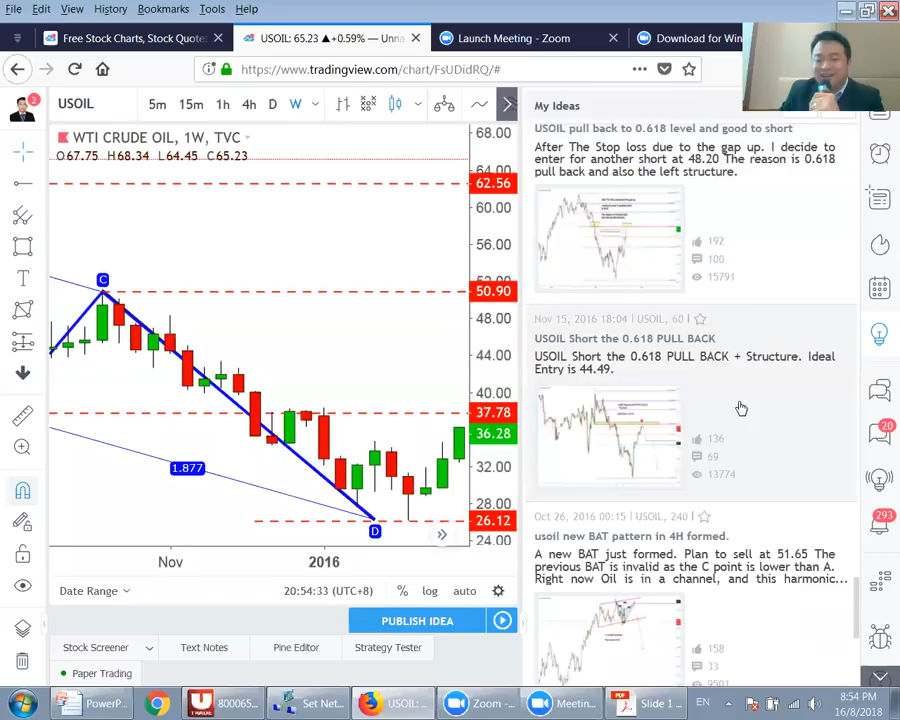 File Edit View History Bookmarks Tools Help
Free Stock Charts, Stock Quotes
USOIL: 65.23 ▲+0.59% — Unna
Launch Meeting - Zoom
Download for Win
https://www.tradingview.com/chart/FsUDidRQ/#
2
USOIL 5m 15m 1h 4h D W
My Ideas
WTI CRUDE OIL, 1W, TVC
O67.75 H68.34 L64.45 C65.23
68.00
64.00
62.56
60.00
56.00
50.90
48.00
44.00
40.00
37.78
36.28
32.00
28.00
26.12
24.00
C
1.877
D
Nov 2016
Date Range 20:54:33 (UTC+8) % log auto
PUBLISH IDEA
Stock Screener Text Notes Pine Editor Strategy Tester
Paper Trading
USOIL pull back to 0.618 level and good to short
After The Stop loss due to the gap up. I decide to
enter for another short at 48.20 The reason is 0.618
pull back and also the left structure.
192
100
15791
Nov 15, 2016 18:04 | USOIL, 60 |
USOIL Short the 0.618 PULL BACK
USOIL Short the 0.618 PULL BACK + Structure. Ideal
Entry is 44.49.
136
69
13774
Oct 26, 2016 00:15 | USOIL, 240 |
usoil new BAT pattern in 4H formed.
A new BAT just formed. Plan to sell at 51.65 The
previous BAT is invalid as the C point is lower than A.
Right now Oil is in a channel, and this harmonic...
158
33
9501
20
293
PowerP...
800065...
Set Net...
USOIL: ...
Zoom -...
Meetin...
Slide 1 ...
EN
8:54 PM
16/8/2018